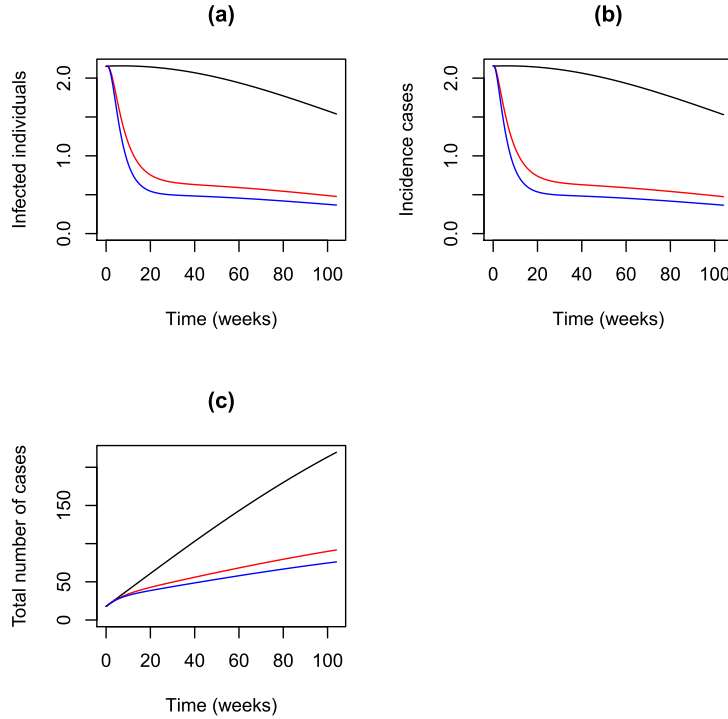 (a)
Infected individuals
2.0
1.0
0.0
0 20 40 60 80 100
Time (weeks)
(b)
Incidence cases
2.0
1.0
0.0
0 20 40 60 80 100
Time (weeks)
(c)
Total number of cases
150
50
0
0 20 40 60 80 100
Time (weeks)